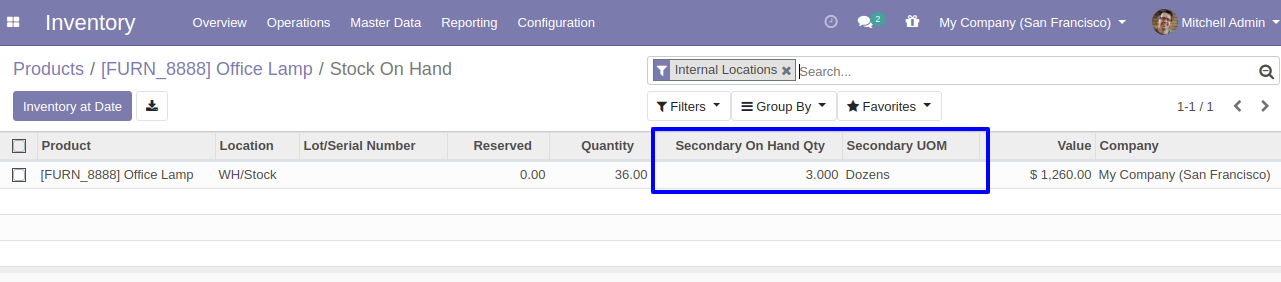 Inventory Overview Operations Master Data Reporting Configuration 2 My Company (San Francisco) Mitchell Admin
Products / [FURN_8888] Office Lamp / Stock On Hand
Internal Locations Search...
Inventory at Date Filters Group By Favorites 1-1 / 1
Product Location Lot/Serial Number Reserved Quantity Secondary On Hand Qty Secondary UOM Value Company
[FURN_8888] Office Lamp WH/Stock 0.00 36.00 3.000 Dozens $ 1,260.00 My Company (San Francisco)